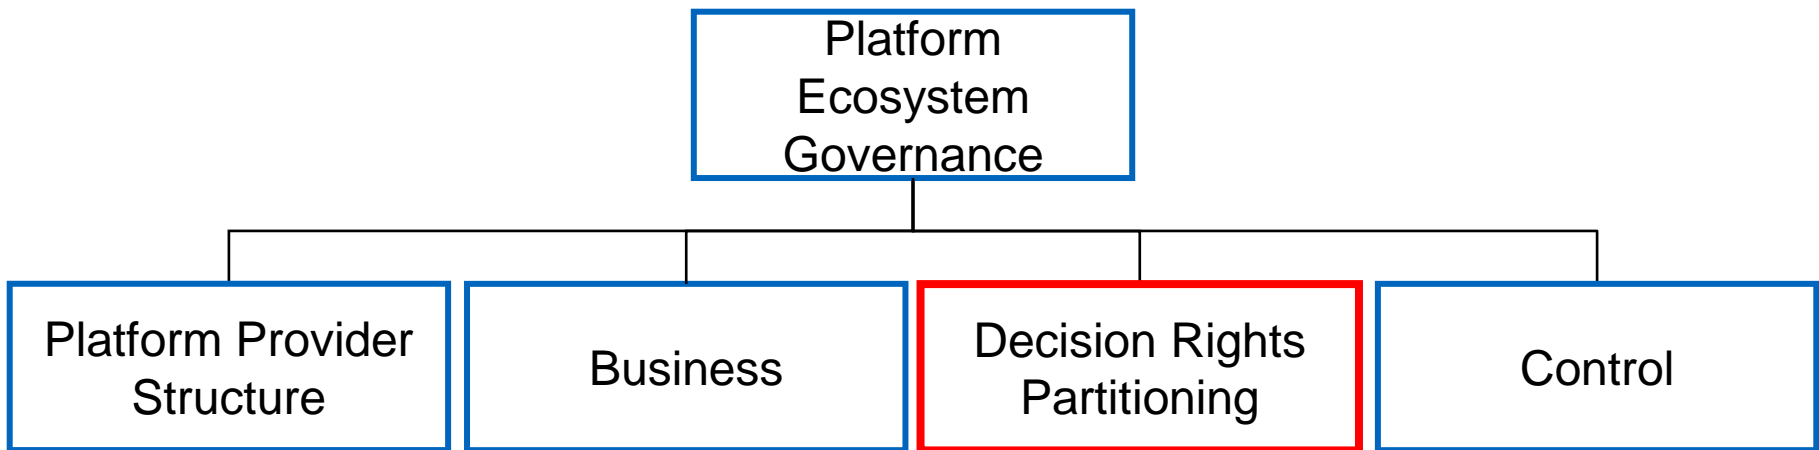 Platform
Ecosystem
Governance
Platform Provider
Structure
Business
Decision Rights
Partitioning
Control